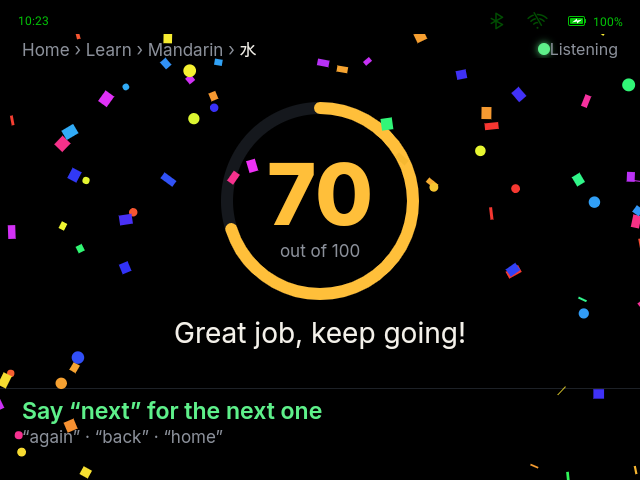 10:23
100%
Home › Learn › Mandarin › 水
Listening
70
out of 100
Great job, keep going!
Say “next” for the next one
“again” · “back” · “home”